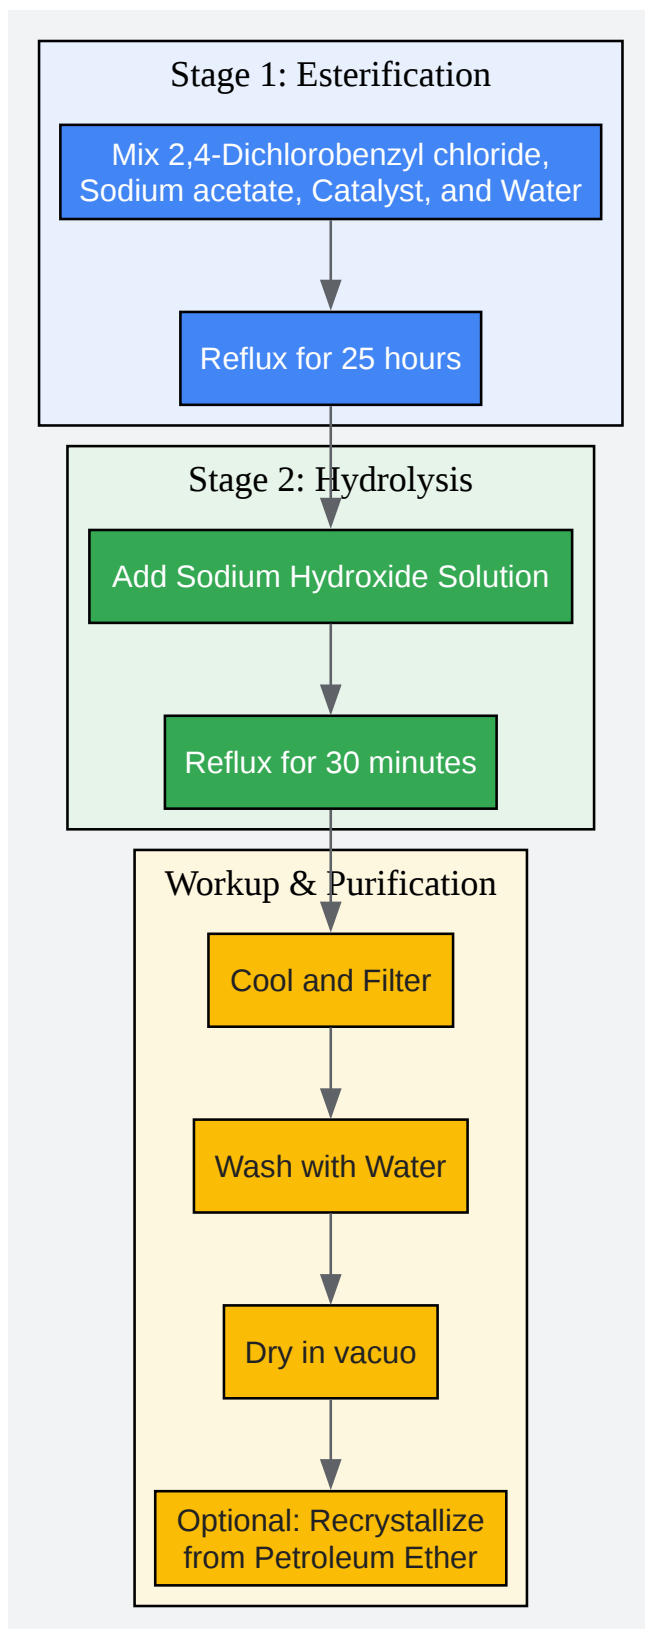 Stage 1: Esterification
Mix 2,4-Dichlorobenzyl chloride,
Sodium acetate, Catalyst, and Water
Reflux for 25 hours
Stage 2: Hydrolysis
Add Sodium Hydroxide Solution
Reflux for 30 minutes
Workup & Purification
Cool and Filter
Wash with Water
Dry in vacuo
Optional: Recrystallize
from Petroleum Ether